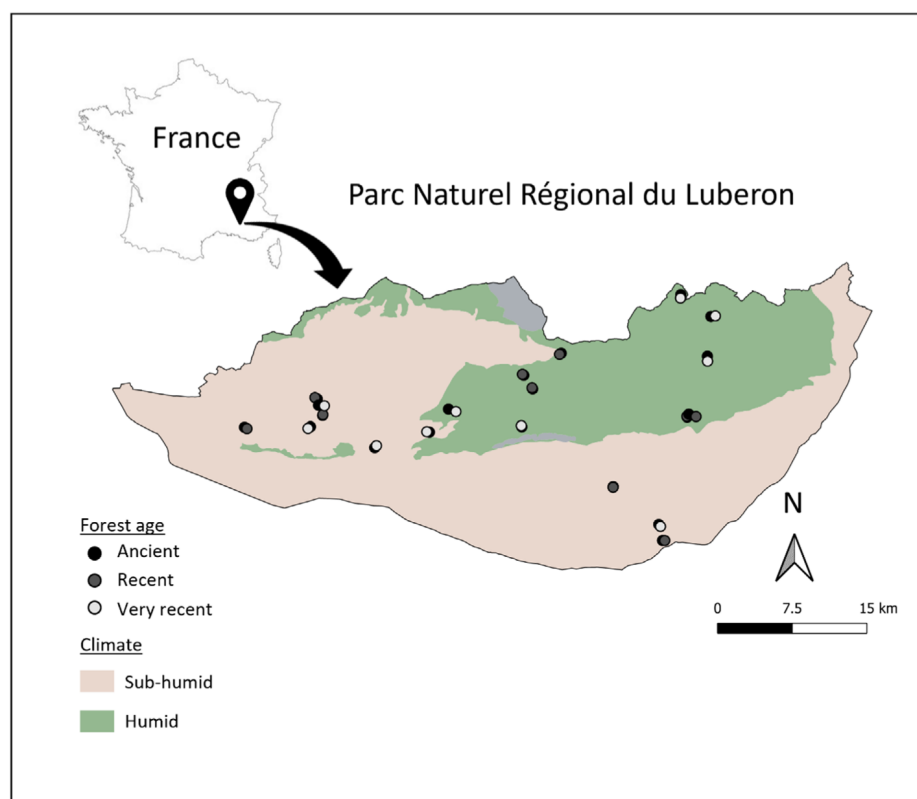 France
Parc Naturel Régional du Luberon
Forest age
Ancient
Recent
Very recent
Climate
Sub-humid
Humid
N
0 7.5 15 km